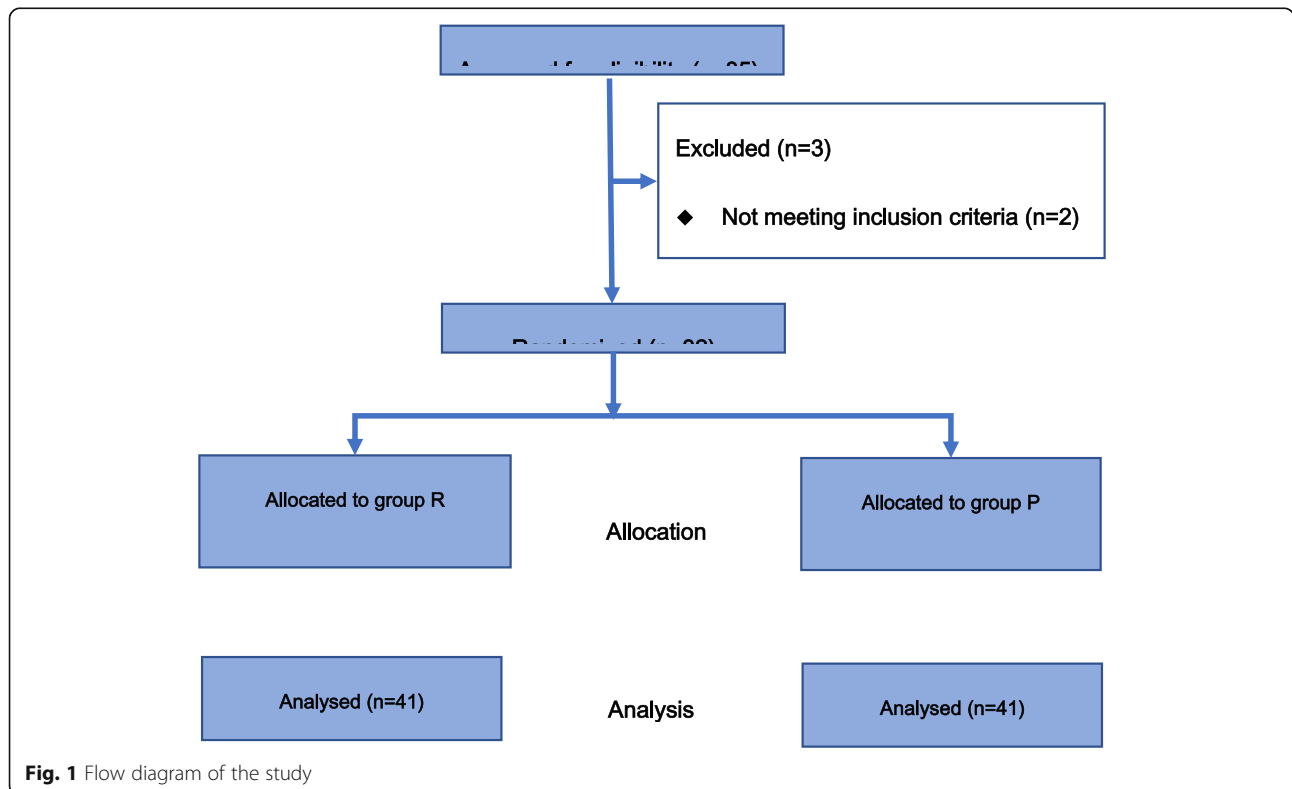 Excluded (n=3)
◆ Not meeting inclusion criteria (n=2)
Allocated to group R
Allocated to group P
Allocation
Analysed (n=41)
Analysis
Analysed (n=41)
Fig. 1 Flow diagram of the study